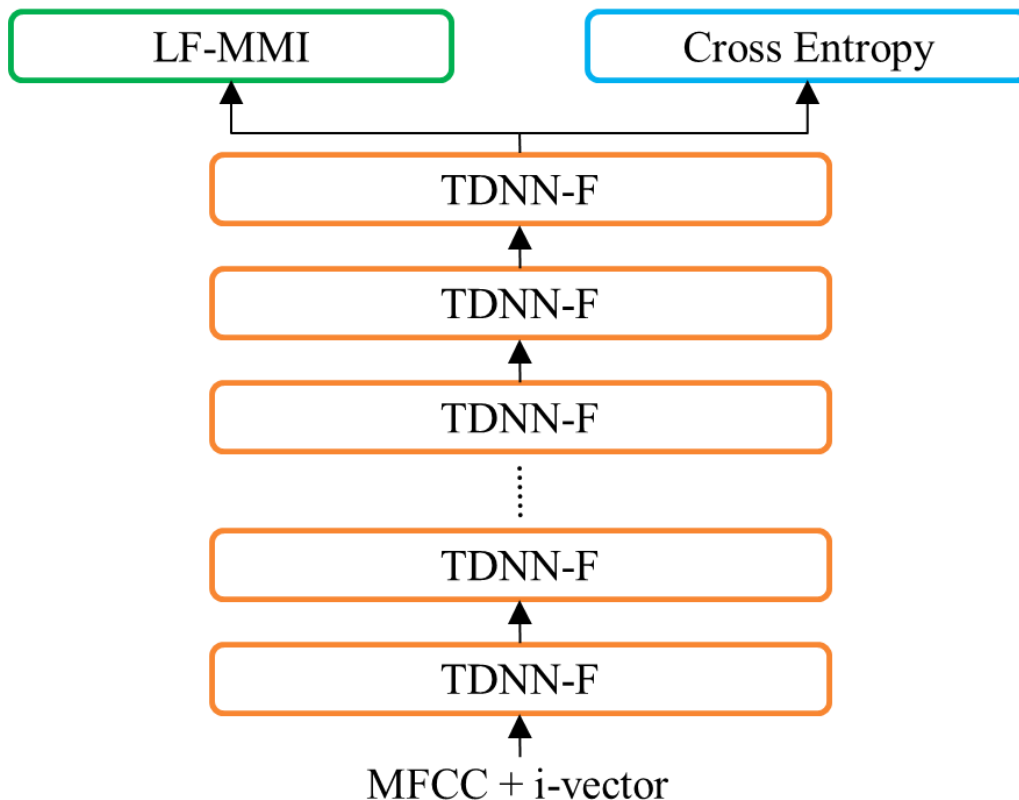 LF-MMI
Cross Entropy
TDNN-F
TDNN-F
TDNN-F
TDNN-F
TDNN-F
MFCC + i-vector